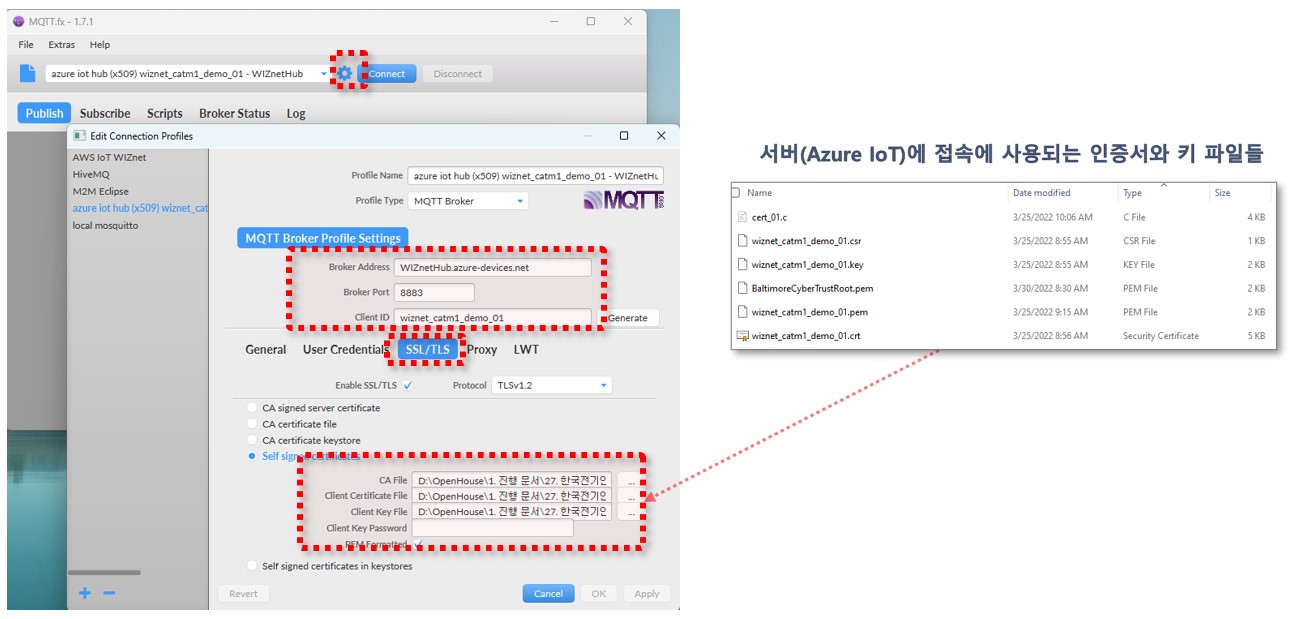 MQTT.fx - 1.7.1
File Extras Help
azure iot hub (x509) wiznet_catm1_demo_01 - WIZnetHub
Connect
Disconnect
Publish Subscribe Scripts Broker Status Log
Edit Connection Profiles
AWS IoT WIZnet
HiveMQ
M2M Eclipse
azure iot hub (x509) wiznet_cat
local mosquitto
Profile Name azure iot hub (x509) wiznet_catm1_demo_01 - WIZnetHu
Profile Type MQTT Broker
MQTT.ORG
MQTT Broker Profile Settings
Broker Address WIZnetHub.azure-devices.net
Broker Port 8883
Client ID wiznet_catm1_demo_01 Generate
General User Credentials SSL/TLS Proxy LWT
Enable SSL/TLS Protocol TLSv1.2
CA signed server certificate
CA certificate file
CA certificate keystore
Self signed certificates
CA File D:\OpenHouse\1. 진행 문서\27. 한국전기안 ...
Client Certificate File D:\OpenHouse\1. 진행 문서\27. 한국전기안 ...
Client Key File D:\OpenHouse\1. 진행 문서\27. 한국전기안 ...
Client Key Password
PEM Formatted
Self signed certificates in keystores
Revert Cancel OK Apply
서버(Azure IoT)에 접속에 사용되는 인증서와 키 파일들
Name Date modified Type Size
cert_01.c 3/25/2022 10:06 AM C File 4 KB
wiznet_catm1_demo_01.csr 3/25/2022 8:55 AM CSR File 1 KB
wiznet_catm1_demo_01.key 3/25/2022 8:55 AM KEY File 2 KB
BaltimoreCyberTrustRoot.pem 3/30/2022 8:30 AM PEM File 2 KB
wiznet_catm1_demo_01.pem 3/25/2022 9:15 AM PEM File 2 KB
wiznet_catm1_demo_01.crt 3/25/2022 8:56 AM Security Certificate 5 KB